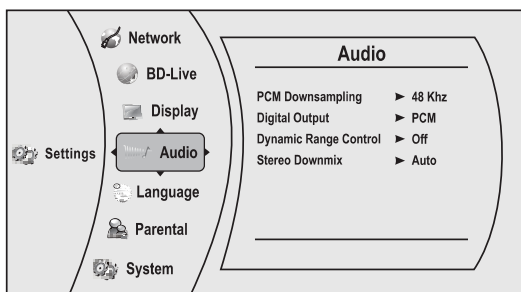 Settings
Network
BD-Live
Display
Audio
Language
Parental
System
Audio
PCM Downsampling ► 48 Khz
Digital Output ► PCM
Dynamic Range Control ► Off
Stereo Downmix ► Auto